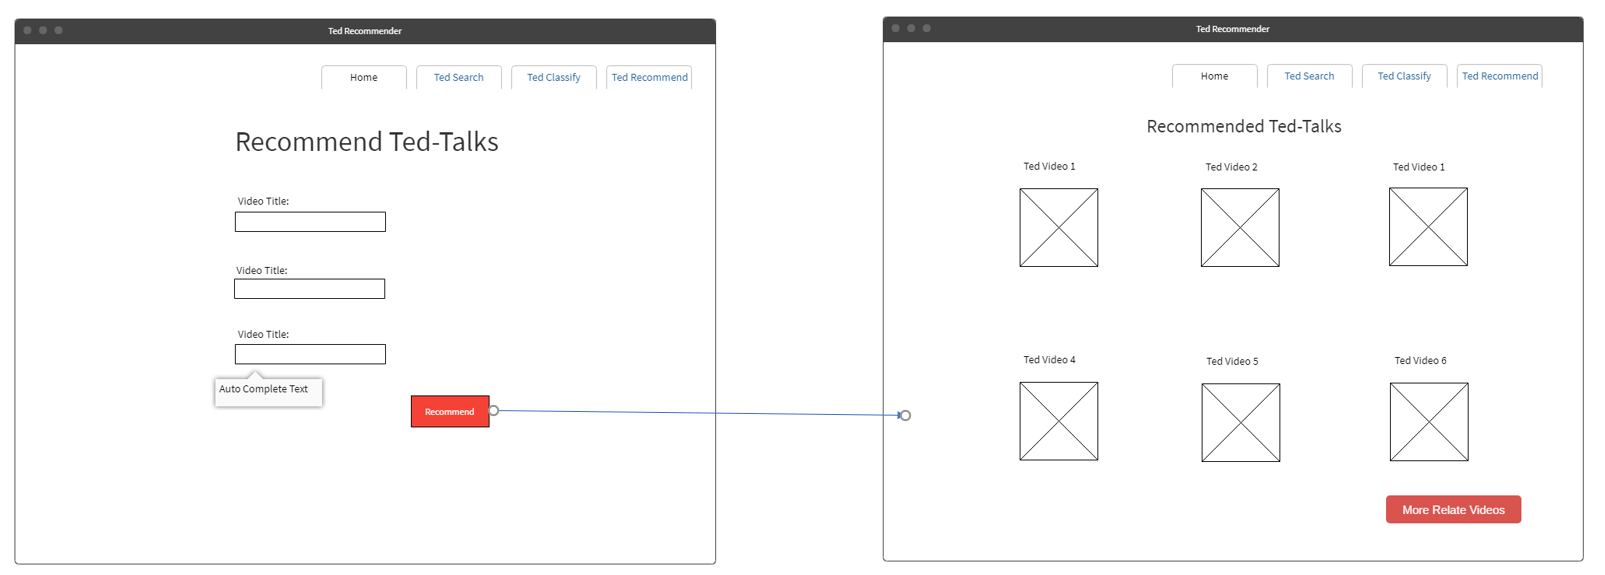 Ted Recommender
Home
Ted Search
Ted Classify
Ted Recommend
Recommend Ted-Talks
Video Title:
Video Title:
Video Title:
Auto Complete Text
Recommend
Ted Recommender
Home
Ted Search
Ted Classify
Ted Recommend
Recommended Ted-Talks
Ted Video 1
Ted Video 2
Ted Video 1
Ted Video 4
Ted Video 5
Ted Video 6
More Relate Videos